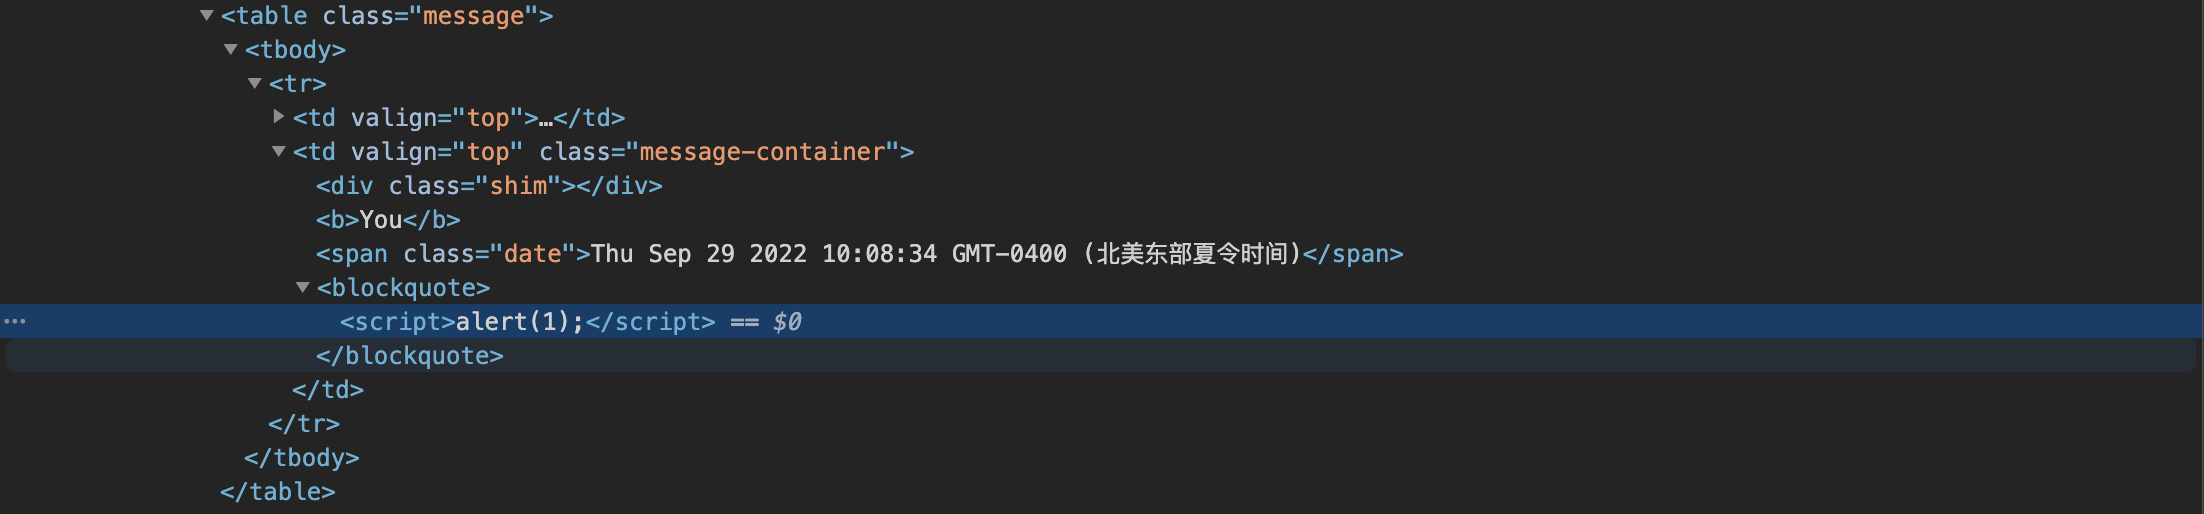 ▼<table class="message">
▼<tbody>
▼<tr>
▶<td valign="top">…</td>
▼<td valign="top" class="message-container">
<div class="shim"></div>
<b>You</b>
<span class="date">Thu Sep 29 2022 10:08:34 GMT-0400 (北美东部夏令时间)</span>
▼<blockquote>
<script>alert(1);</script> == $0
</blockquote>
</td>
</tr>
</tbody>
</table>